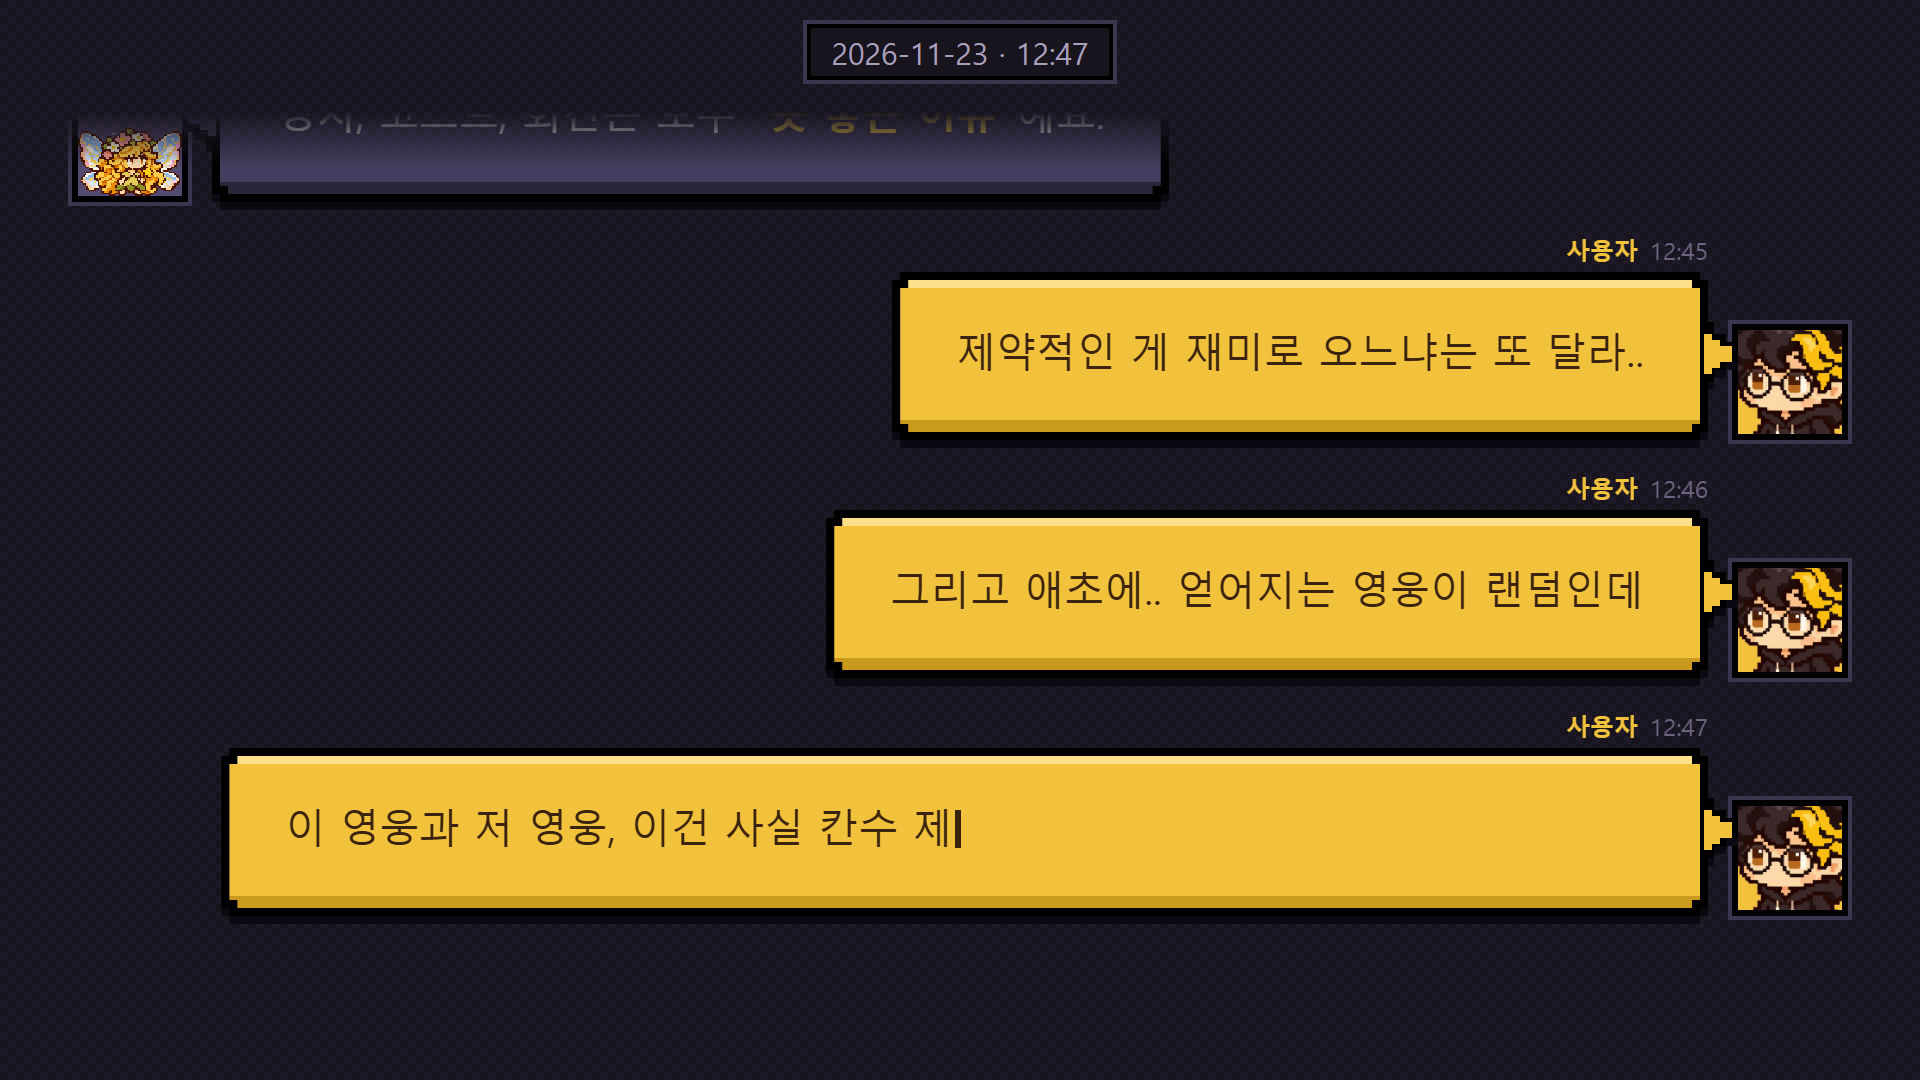 2026-11-23 · 12:47
사용자 12:45
제약적인 게 재미로 오느냐는 또 달라..
사용자 12:46
그리고 애초에.. 얻어지는 영웅이 랜덤인데
사용자 12:47
이 영웅과 저 영웅, 이건 사실 칸수 제